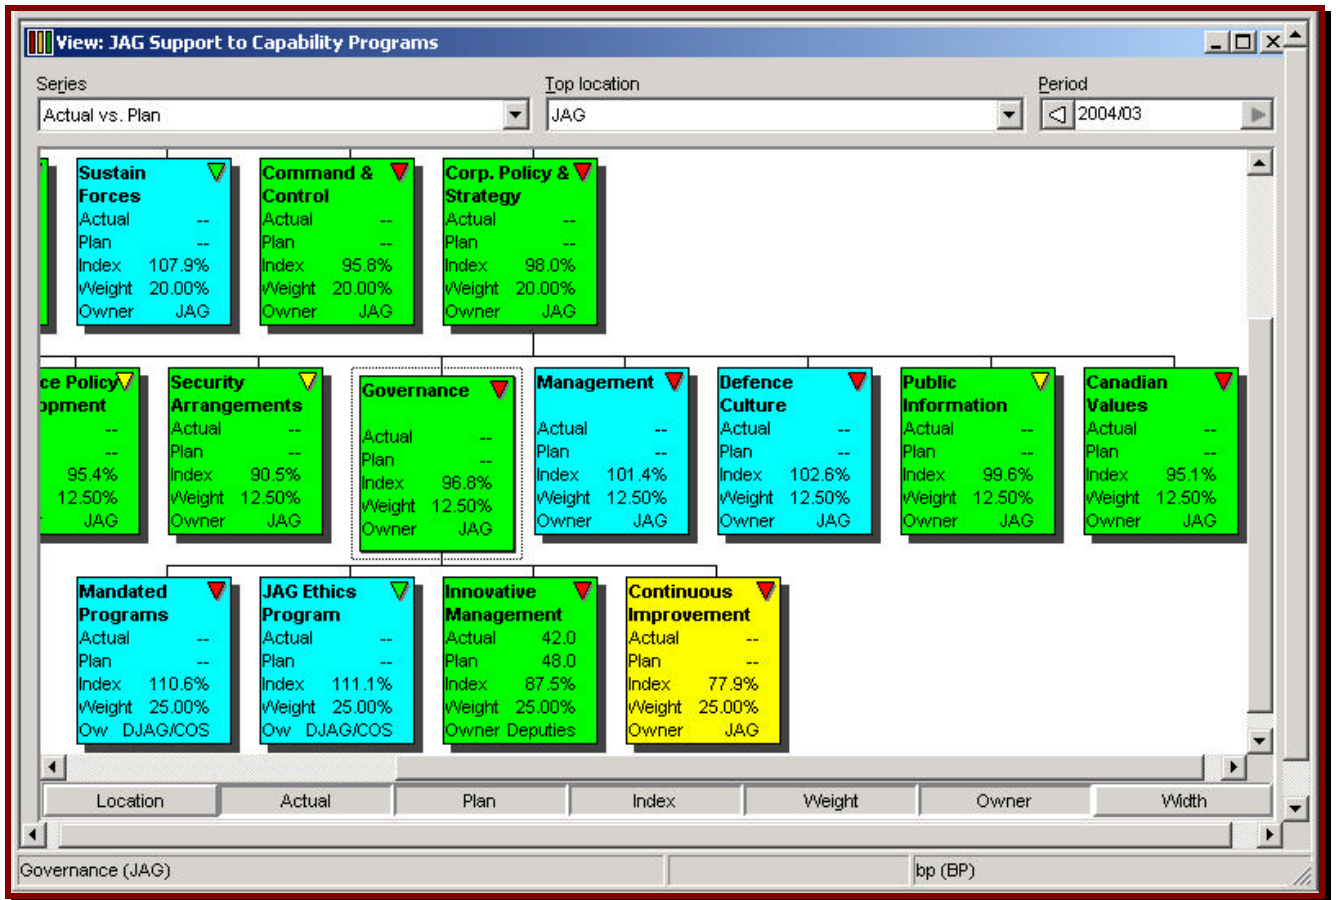 View: JAG Support to Capability Programs
Series
Top location
Period
Actual vs. Plan
JAG
2004/03
Sustain
Forces
Actual --
Plan --
Index 107.9%
Weight 20.00%
Owner JAG
Command &
Control
Actual --
Plan --
Index 95.8%
Weight 20.00%
Owner JAG
Corp. Policy &
Strategy
Actual --
Plan --
Index 98.0%
Weight 20.00%
Owner JAG
ce Policy
opment
--
--
95.4%
12.50%
JAG
Security
Arrangements
Actual --
Plan --
Index 90.5%
Weight 12.50%
Owner JAG
Governance
Actual --
Plan --
Index 96.8%
Weight 12.50%
Owner JAG
Management
Actual --
Plan --
Index 101.4%
Weight 12.50%
Owner JAG
Defence
Culture
Actual --
Plan --
Index 102.6%
Weight 12.50%
Owner JAG
Public
Information
Actual --
Plan --
Index 99.6%
Weight 12.50%
Owner JAG
Canadian
Values
Actual --
Plan --
Index 95.1%
Weight 12.50%
Owner JAG
Mandated
Programs
Actual --
Plan --
Index 110.6%
Weight 25.00%
Ow DJAG/COS
JAG Ethics
Program
Actual --
Plan --
Index 111.1%
Weight 25.00%
Ow DJAG/COS
Innovative
Management
Actual 42.0
Plan 48.0
Index 87.5%
Weight 25.00%
Owner Deputies
Continuous
Improvement
Actual --
Plan --
Index 77.9%
Weight 25.00%
Owner JAG
Location Actual Plan Index Weight Owner Width
Governance (JAG)
bp (BP)